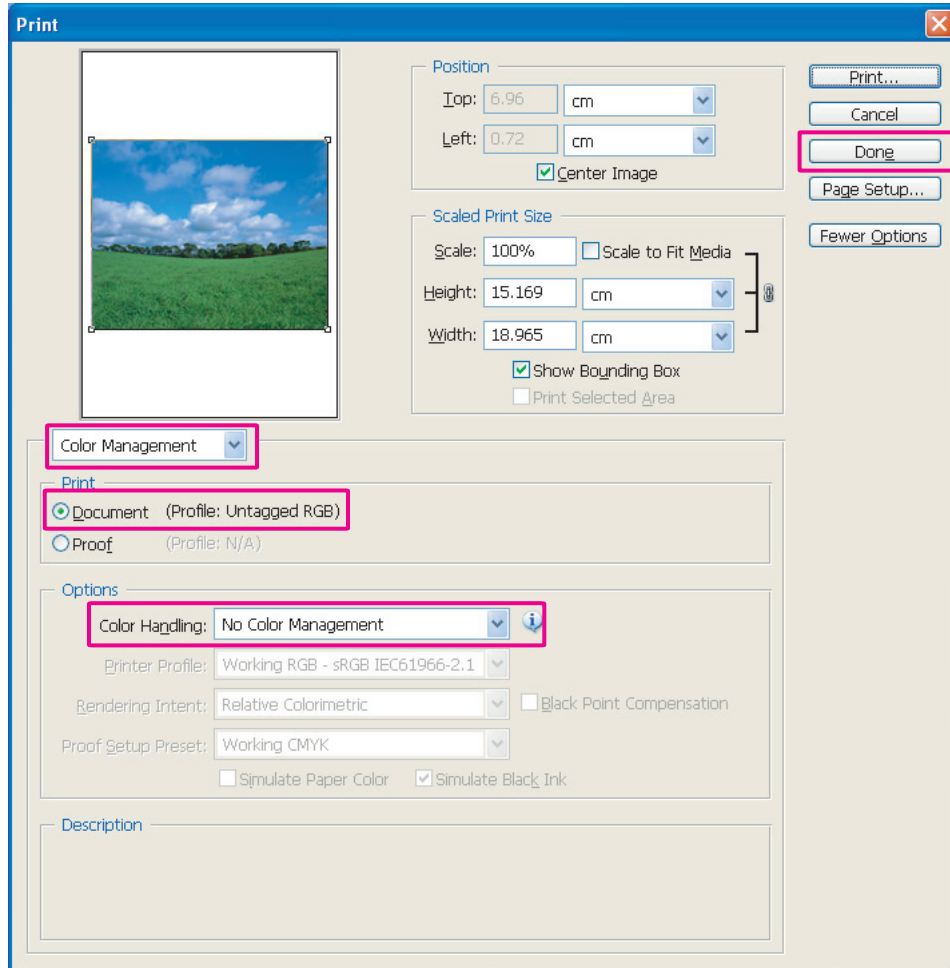 Print
Position
Top: 6.96 cm
Left: 0.72 cm
Center Image
Print...
Cancel
Done
Page Setup...
Fewer Options
Scaled Print Size
Scale: 100% Scale to Fit Media
Height: 15.169 cm
Width: 18.965 cm
Show Bounding Box
Print Selected Area
Color Management
Print
Document (Profile: Untagged RGB)
Proof (Profile: N/A)
Options
Color Handling: No Color Management
Printer Profile: Working RGB - sRGB IEC61966-2.1
Rendering Intent: Relative Colorimetric Black Point Compensation
Proof Setup Preset: Working CMYK
Simulate Paper Color Simulate Black Ink
Description